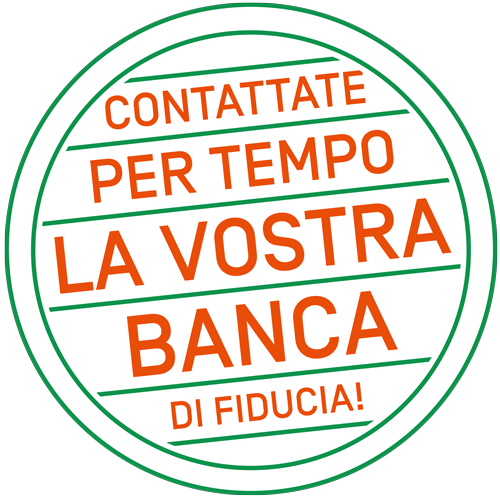 CONTATTATE
PER TEMPO
LA VOSTRA
BANCA
DI FIDUCIA!